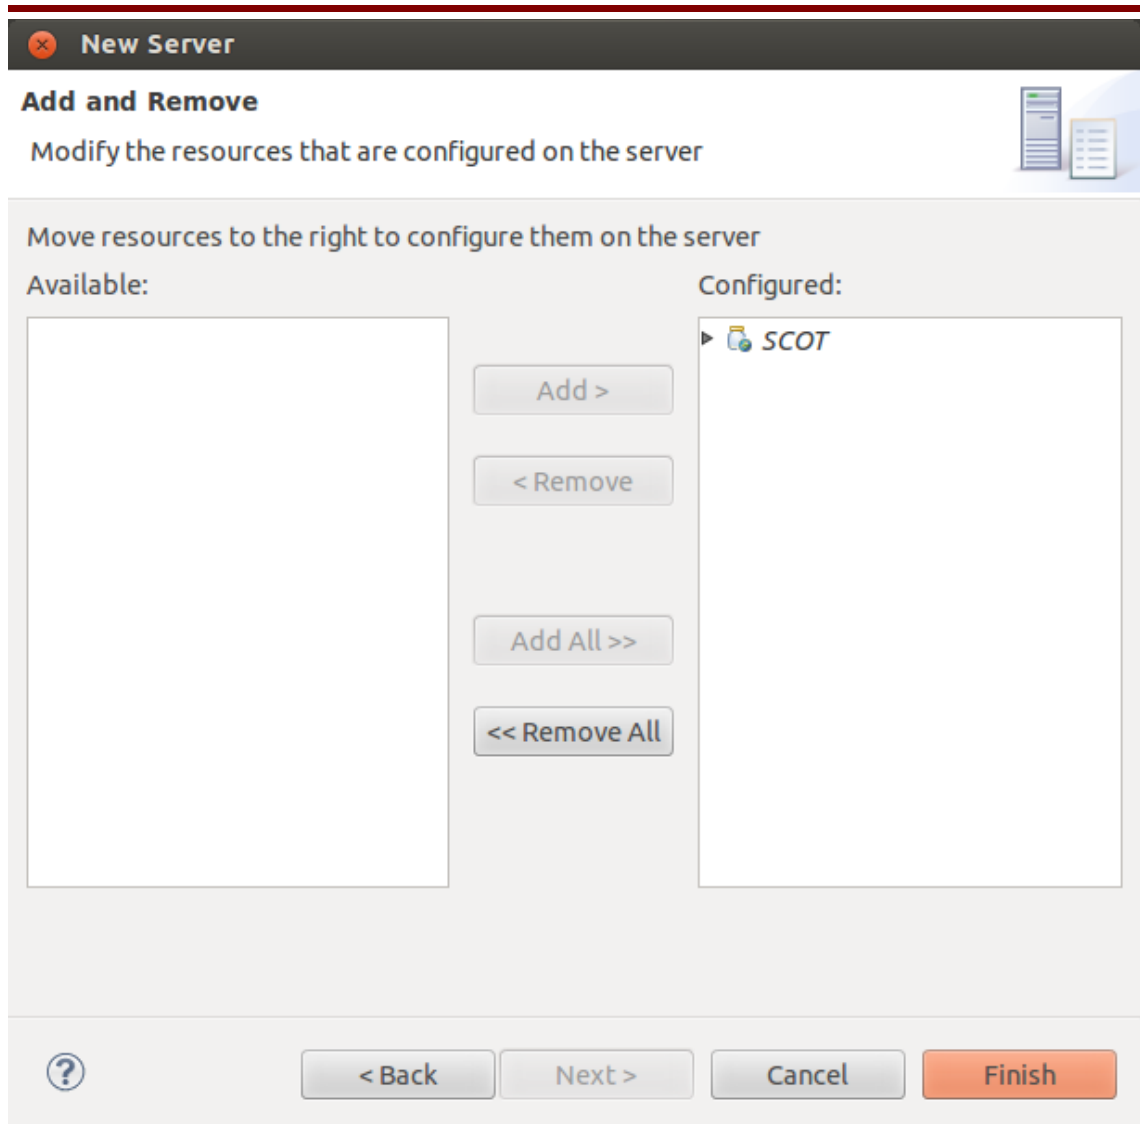 New Server
Add and Remove
Modify the resources that are configured on the server
Move resources to the right to configure them on the server
Available:
Configured:
SCOT
Add >
< Remove
Add All >>
<< Remove All
?
< Back
Next >
Cancel
Finish